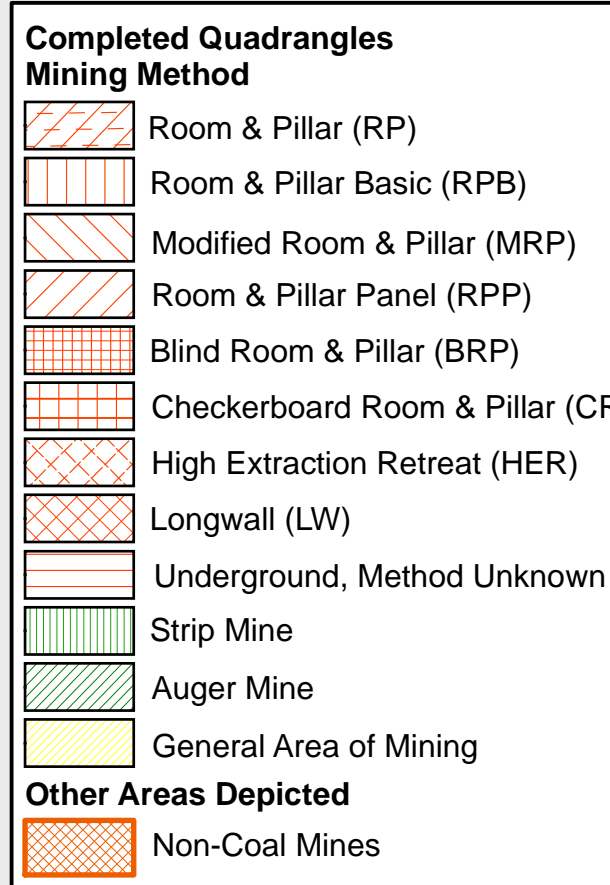 Completed Quadrangles
Mining Method
Room & Pillar (RP)
Room & Pillar Basic (RPB)
Modified Room & Pillar (MRP)
Room & Pillar Panel (RPP)
Blind Room & Pillar (BRP)
Checkerboard Room & Pillar (CR
High Extraction Retreat (HER)
Longwall (LW)
Underground, Method Unknown
Strip Mine
Auger Mine
General Area of Mining
Other Areas Depicted
Non-Coal Mines